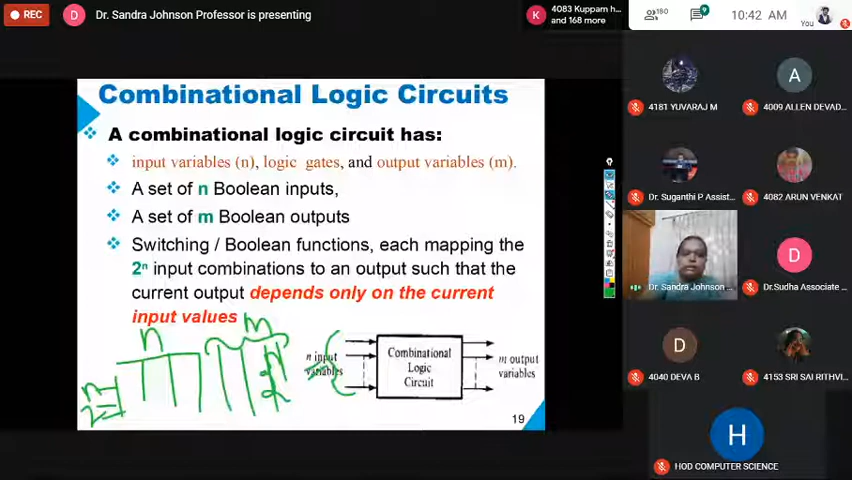 REC
D Dr. Sandra Johnson Professor is presenting
K 4083 Kuppam h...
and 168 more
180
9
10:42 AM
You
Combinational Logic Circuits
A combinational logic circuit has:
input variables (n), logic gates, and output variables (m).
A set of n Boolean inputs,
A set of m Boolean outputs
Switching / Boolean functions, each mapping the
2ⁿ input combinations to an output such that the
current output depends only on the current
input values
n
m
n input
variables
Combinational
Logic
Circuit
m output
variables
19
4181 YUVARAJ M
A
4009 ALLEN DEVAD...
Dr. Suganthi P Assist...
4082 ARUN VENKAT
Dr. Sandra Johnson ...
D
Dr.Sudha Associate ...
D
4040 DEVA B
4153 SRI SAI RITHVI...
H
HOD COMPUTER SCIENCE